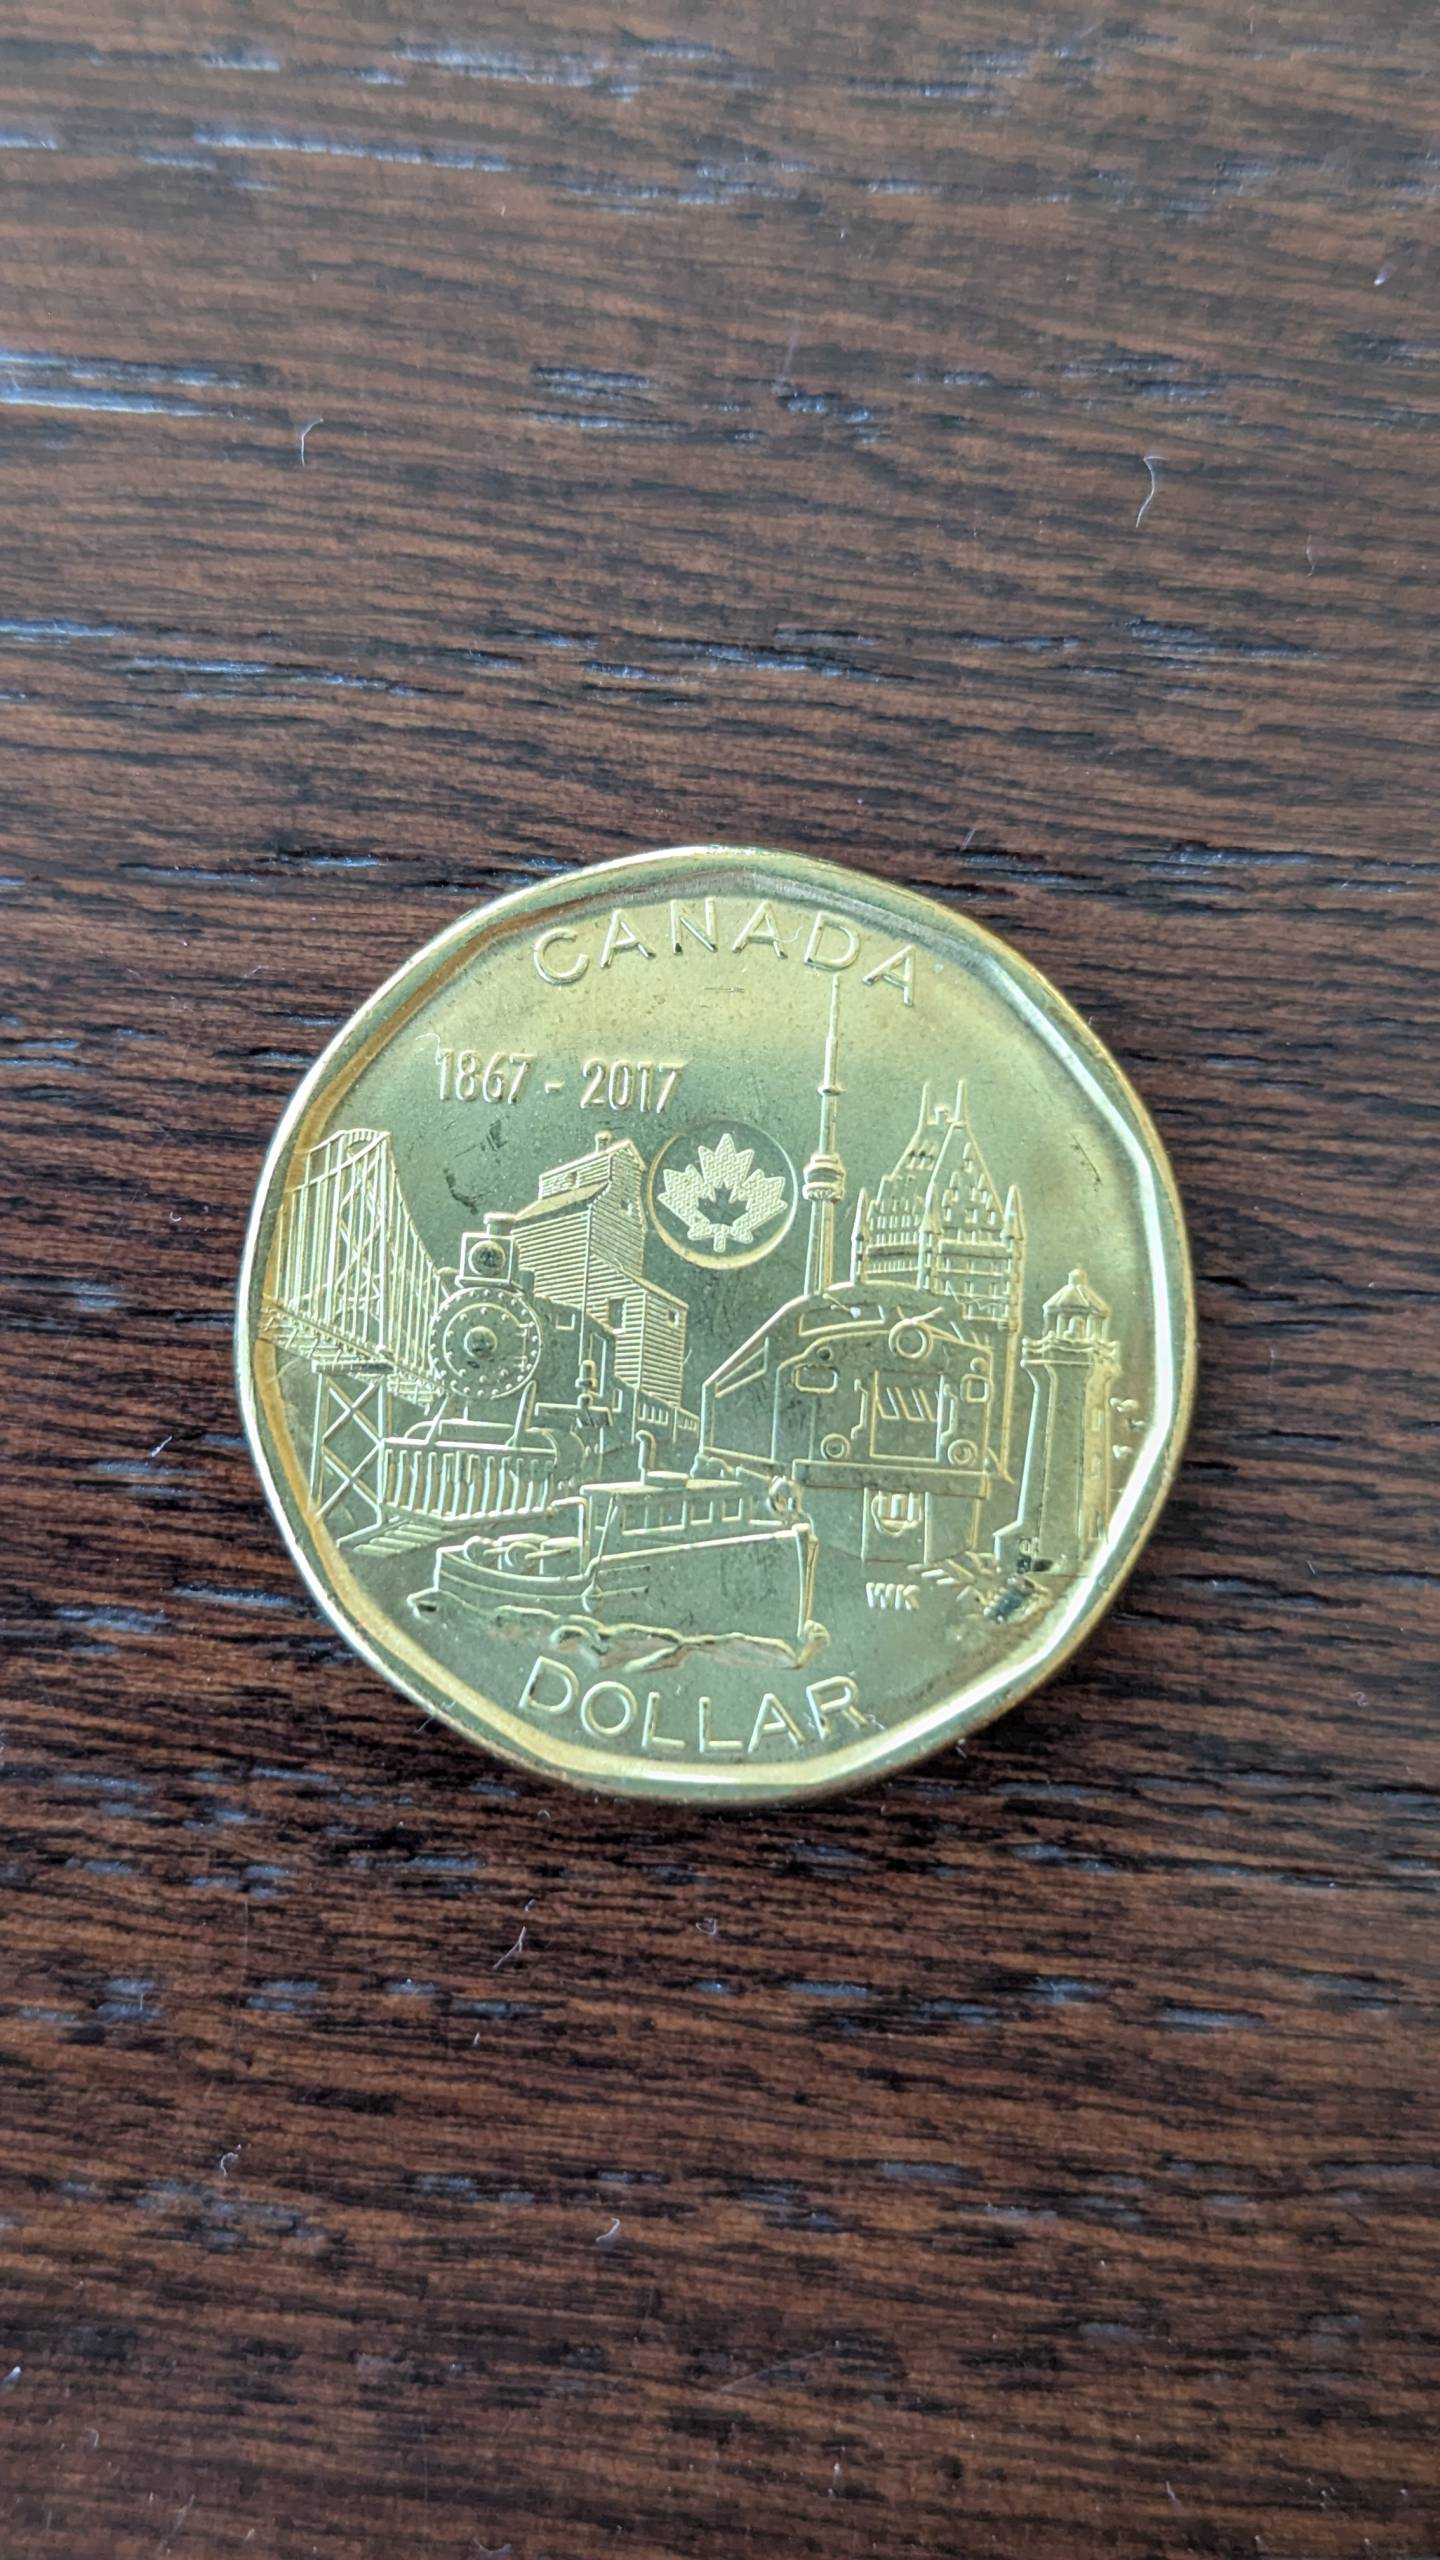 CANADA
1867 - 2017
WK
DOLLAR